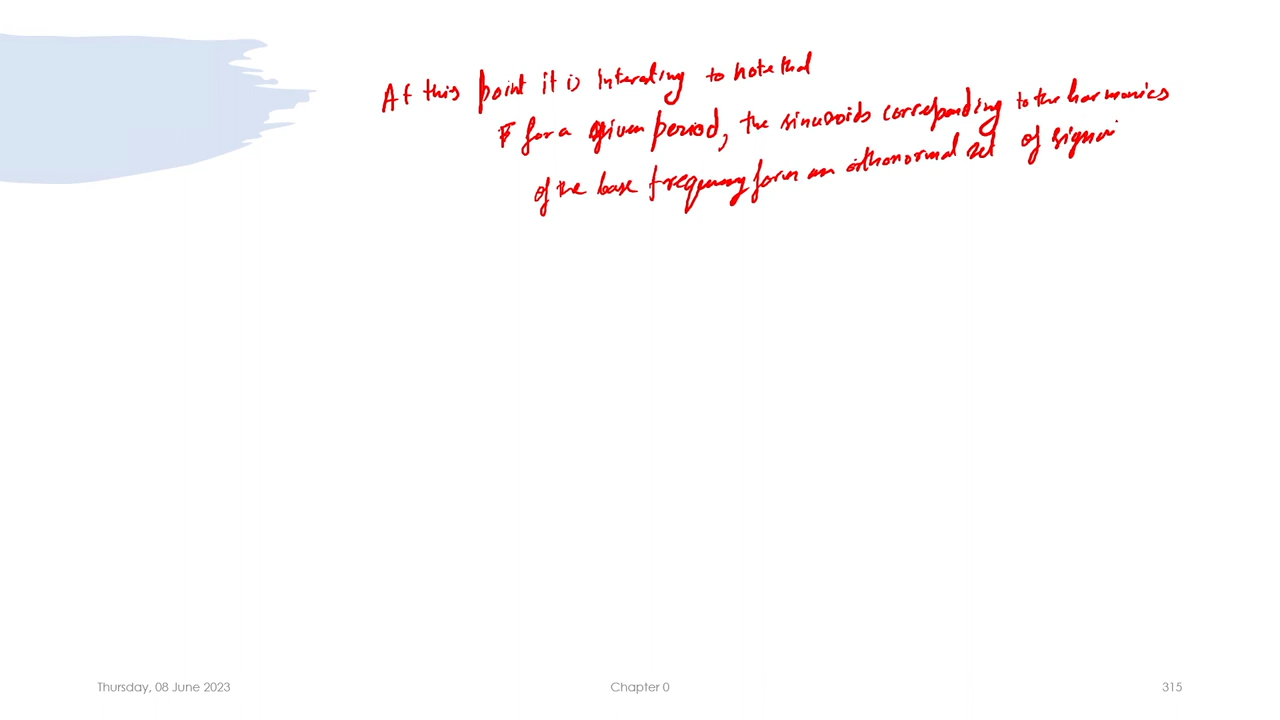 At this point it is interesting to note that
for a given period, the sinusoids corresponding to the harmonics
of the base frequency form an orthonormal set of signa
Thursday, 08 June 2023
Chapter 0
315